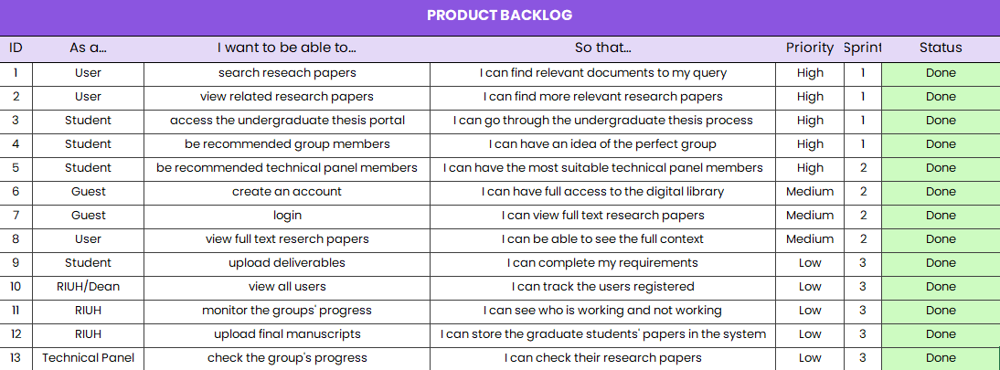 PRODUCT BACKLOG
ID As a... I want to be able to... So that... Priority Sprint Status
1 User search reseach papers I can find relevant documents to my query High 1 Done
2 User view related research papers I can find more relevant research papers High 1 Done
3 Student access the undergraduate thesis portal I can go through the undergraduate thesis process High 1 Done
4 Student be recommended group members I can have an idea of the perfect group High 1 Done
5 Student be recommended technical panel members I can have the most suitable technical panel members High 2 Done
6 Guest create an account I can have full access to the digital library Medium 2 Done
7 Guest login I can view full text research papers Medium 2 Done
8 User view full text reserch papers I can be able to see the full context Medium 2 Done
9 Student upload deliverables I can complete my requirements Low 3 Done
10 RIUH/Dean view all users I can track the users registered Low 3 Done
11 RIUH monitor the groups' progress I can see who is working and not working Low 3 Done
12 RIUH upload final manuscripts I can store the graduate students' papers in the system Low 3 Done
13 Technical Panel check the group's progress I can check their research papers Low 3 Done